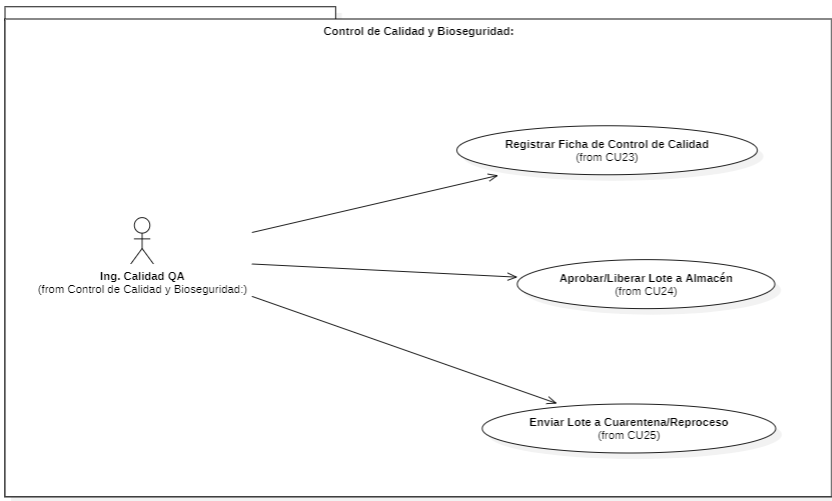 Control de Calidad y Bioseguridad:
Registrar Ficha de Control de Calidad
(from CU23)
Ing. Calidad QA
(from Control de Calidad y Bioseguridad:)
Aprobar/Liberar Lote a Almacén
(from CU24)
Enviar Lote a Cuarentena/Reproceso
(from CU25)